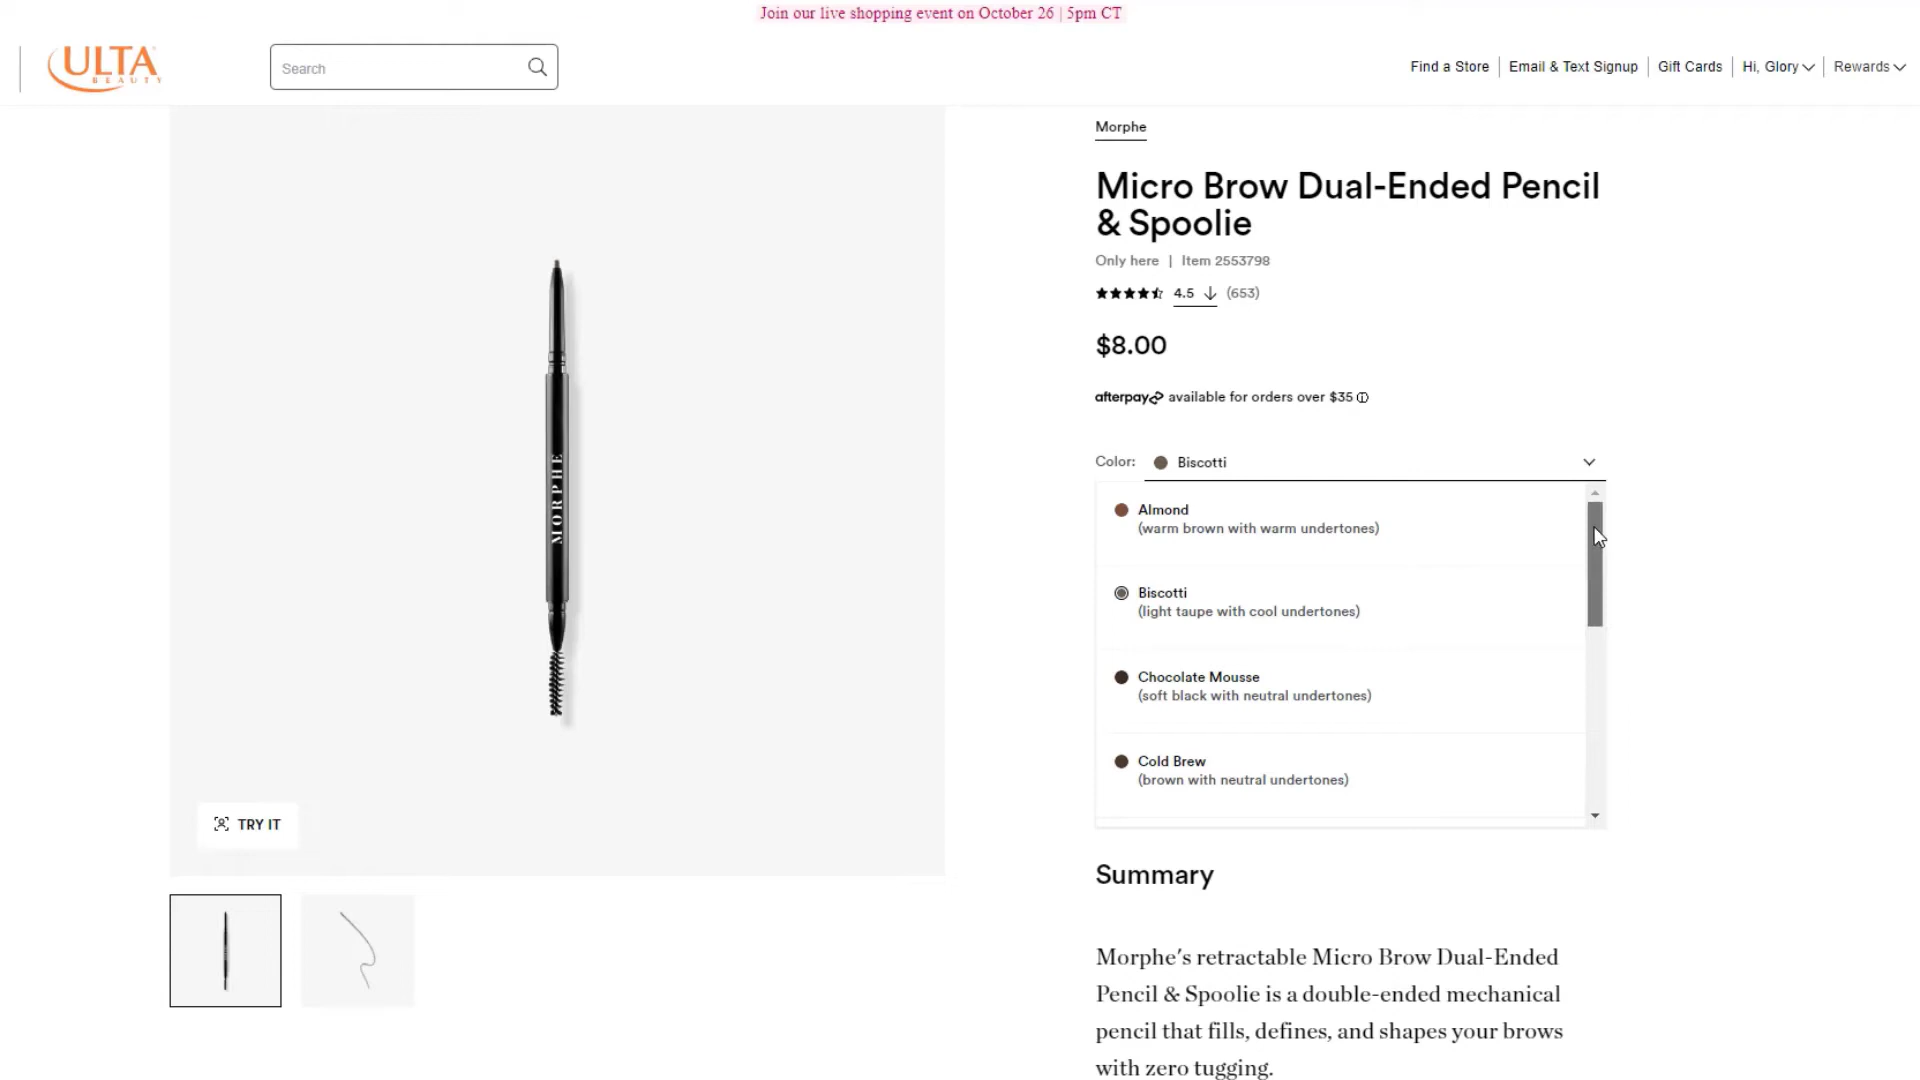 Join our live shopping event on October 26 | 5pm CT
ULTA
BEAUTY
Search
Find a Store
Email & Text Signup
Gift Cards
Hi, Glory
Rewards
Morphe
Micro Brow Dual-Ended Pencil
& Spoolie
Only here | Item 2553798
4.5 (653)
$8.00
afterpay available for orders over $35
Color: Biscotti
Almond
(warm brown with warm undertones)
Biscotti
(light taupe with cool undertones)
Chocolate Mousse
(soft black with neutral undertones)
Cold Brew
(brown with neutral undertones)
MORPHE
TRY IT
Summary
Morphe's retractable Micro Brow Dual-Ended
Pencil & Spoolie is a double-ended mechanical
pencil that fills, defines, and shapes your brows
with zero tugging.